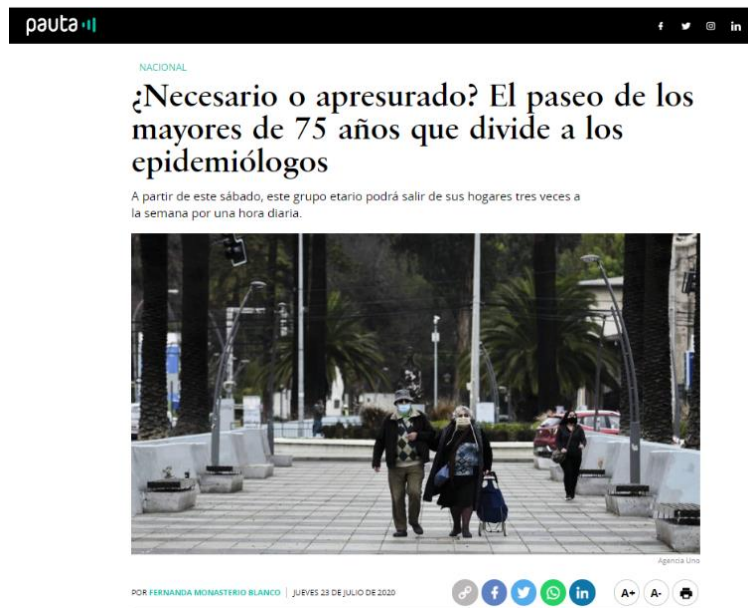 pauta
NACIONAL
¿Necesario o apresurado? El paseo de los
mayores de 75 años que divide a los
epidemiólogos
A partir de este sábado, este grupo etario podrá salir de sus hogares tres veces a
la semana por una hora diaria.
Agencia Uno
POR FERNANDA MONASTERIO BLANCO | JUEVES 23 DE JULIO DE 2020
A+ A-